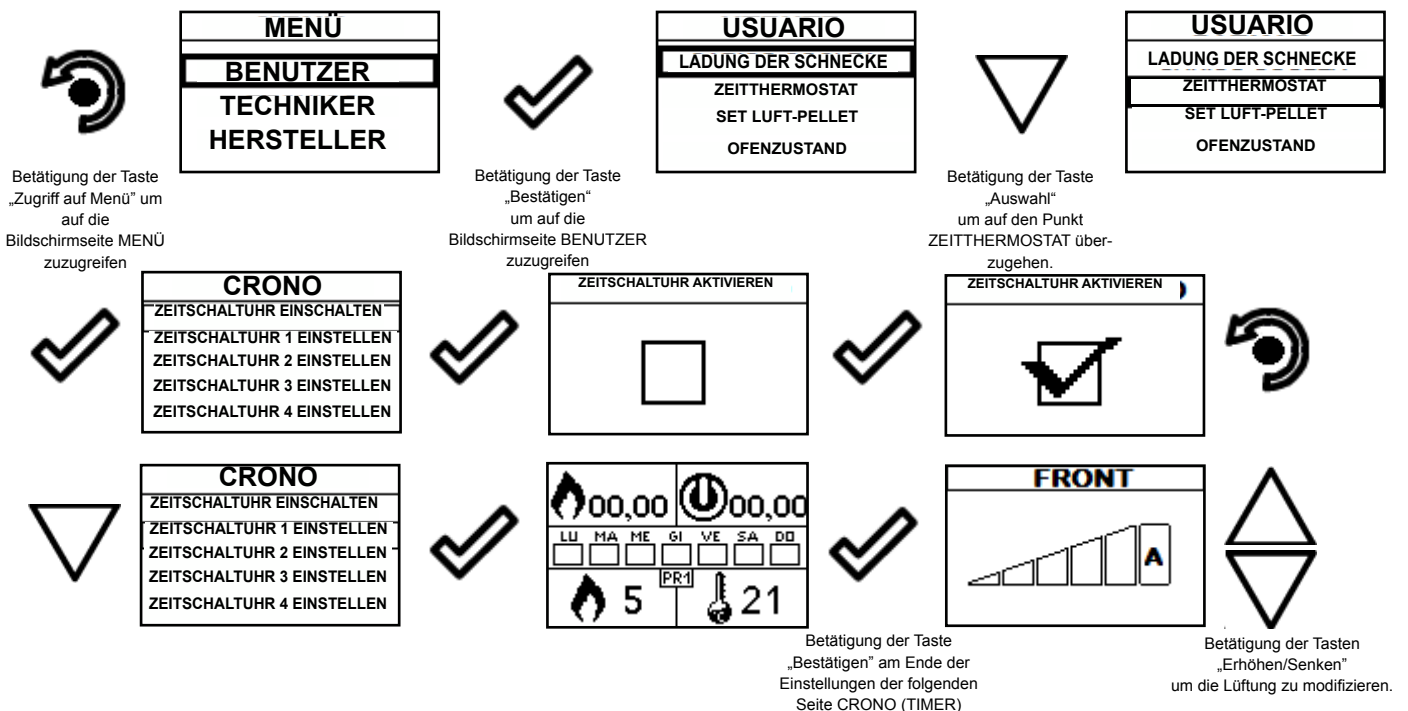 MENÜ
BENUTZER
TECHNIKER
HERSTELLER
Betätigung der Taste
„Zugriff auf Menü” um
auf die
Bildschirmseite MENÜ
zuzugreifen
USUARIO
LADUNG DER SCHNECKE
ZEITTHERMOSTAT
SET LUFT-PELLET
OFENZUSTAND
Betätigung der Taste
„Bestätigen“
um auf die
Bildschirmseite BENUTZER
zuzugreifen
USUARIO
LADUNG DER SCHNECKE
ZEITTHERMOSTAT
SET LUFT-PELLET
OFENZUSTAND
Betätigung der Taste
„Auswahl“
um auf den Punkt
ZEITTHERMOSTAT über-
zugehen.
CRONO
ZEITSCHALTUHR EINSCHALTEN
ZEITSCHALTUHR 1 EINSTELLEN
ZEITSCHALTUHR 2 EINSTELLEN
ZEITSCHALTUHR 3 EINSTELLEN
ZEITSCHALTUHR 4 EINSTELLEN
ZEITSCHALTUHR AKTIVIEREN
ZEITSCHALTUHR AKTIVIEREN
CRONO
ZEITSCHALTUHR EINSCHALTEN
ZEITSCHALTUHR 1 EINSTELLEN
ZEITSCHALTUHR 2 EINSTELLEN
ZEITSCHALTUHR 3 EINSTELLEN
ZEITSCHALTUHR 4 EINSTELLEN
00,00 00,00
LU MA ME GI VE SA DO
PR1
5 21
FRONT
A
Betätigung der Taste
„Bestätigen” am Ende der
Einstellungen der folgenden
Seite CRONO (TIMER)
Betätigung der Tasten
„Erhöhen/Senken”
um die Lüftung zu modifizieren.